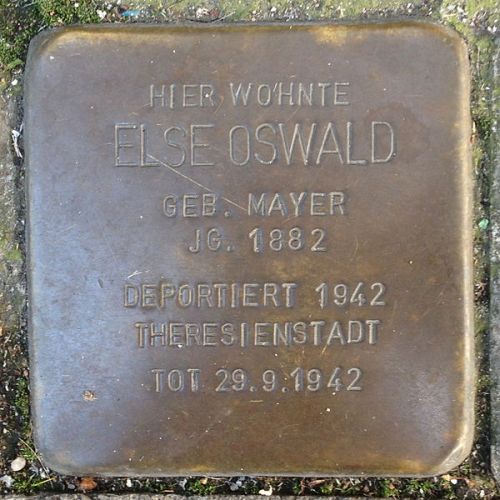 HIER WOHNTE
ELSE OSWALD
GEB. MAYER
JG. 1882
DEPORTIERT 1942
THERESIENSTADT
TOT 29.9.1942